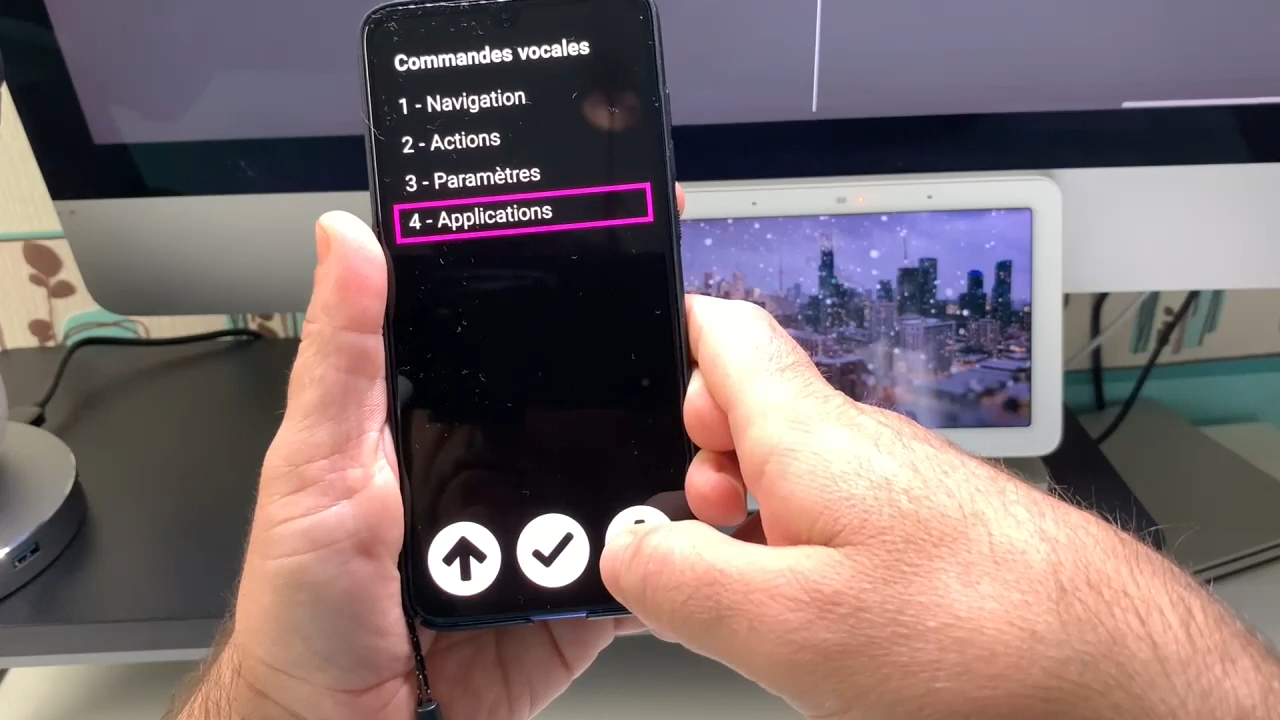 Commandes vocales
1 - Navigation
2 - Actions
3 - Paramètres
4 - Applications